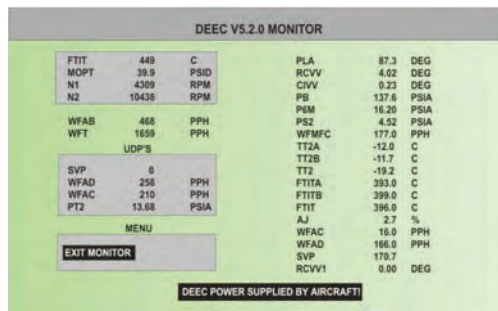 DEEC V5.2.0 MONITOR
FTIT 449 C
MOPT 39.9 PSID
N1 4309 RPM
N2 10438 RPM
WFAB 468 PPH
WFT 1659 PPH
UDP'S
SVP 0
WFAD 258 PPH
WFAC 210 PPH
PT2 13.68 PSIA
MENU
EXIT MONITOR
PLA 87.3 DEG
RCVV 4.02 DEG
CIVV 0.23 DEG
PB 137.6 PSIA
P6M 16.20 PSIA
PS2 4.52 PSIA
WFMFC 177.0 PPH
TT2A -12.0 C
TT2B -11.7 C
TT2 -19.2 C
FTITA 393.0 C
FTITB 399.0 C
FTIT 396.0 C
AJ 2.7 %
WFAC 16.0 PPH
WFAD 166.0 PPH
SVP 170.7
RCVV1 0.00 DEG
DEEC POWER SUPPLIED BY AIRCRAFT!